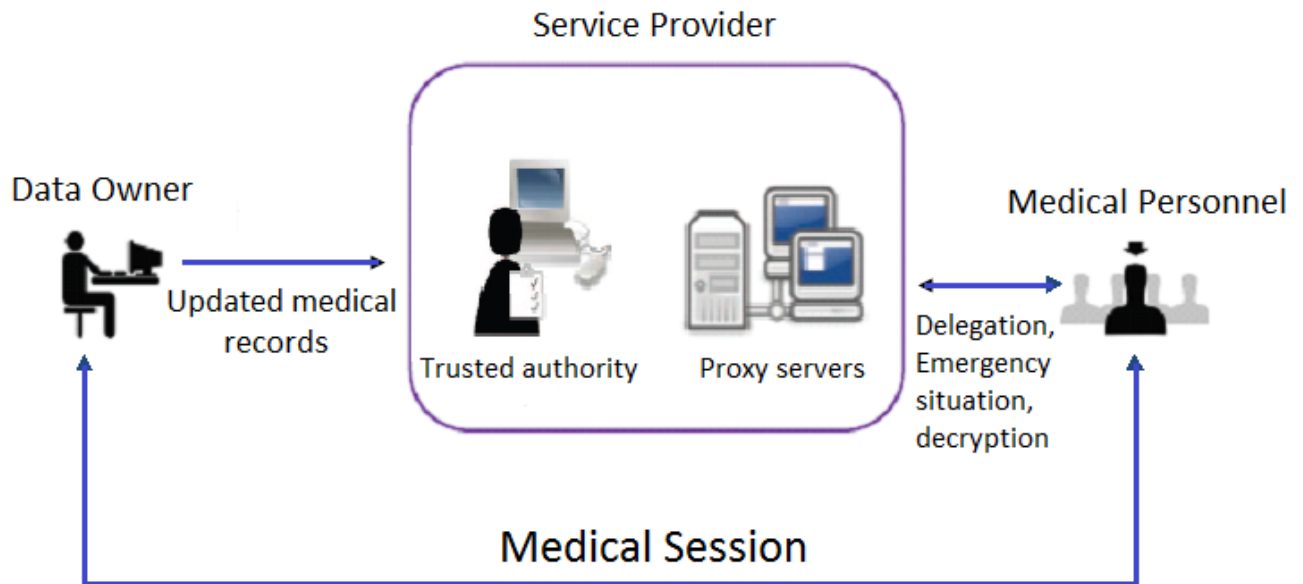 Service Provider
Data Owner
Updated medical
records
Trusted authority
Proxy servers
Medical Personnel
Delegation,
Emergency
situation,
decryption
Medical Session